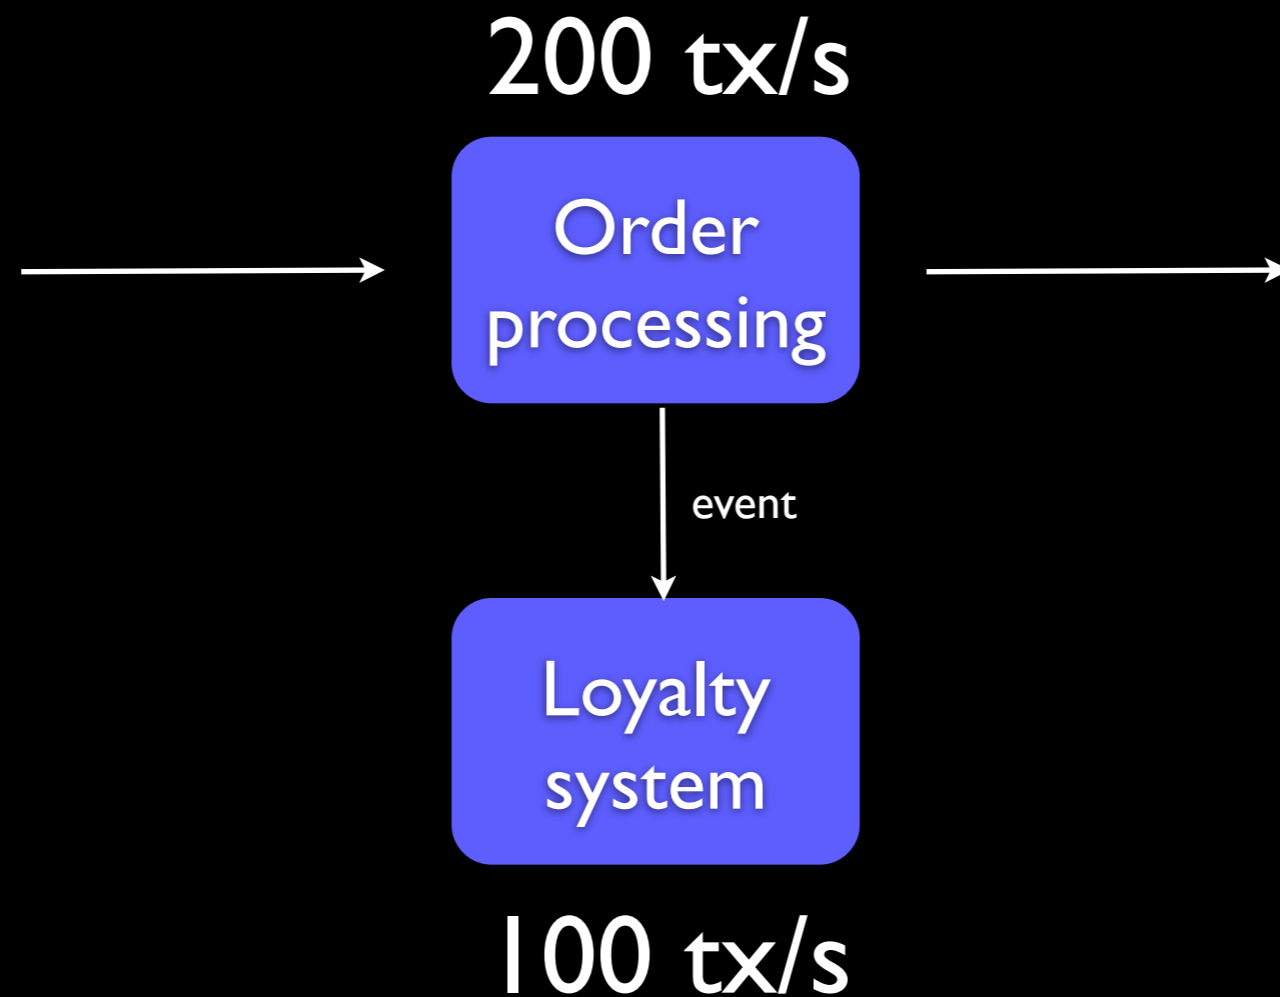 200 tx/s
Order
processing
event
Loyalty
system
100 tx/s